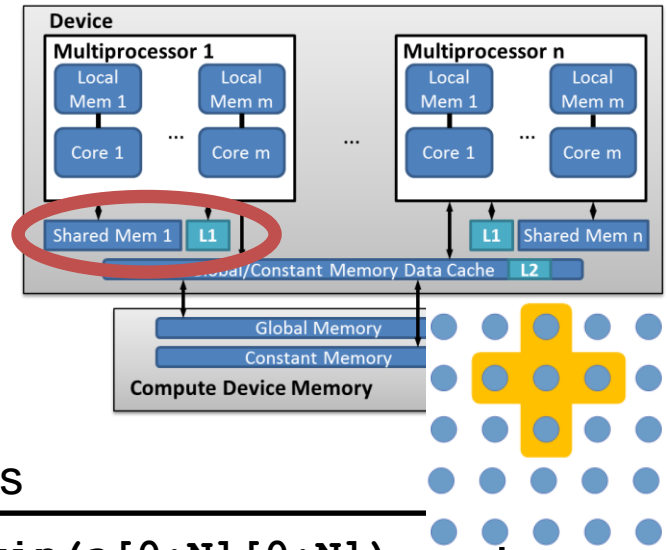 Device
Multiprocessor 1
Multiprocessor n
Local Mem 1
Local Mem m
Local Mem 1
Local Mem m
...
...
...
Core 1
Core m
Core 1
Core m
Shared Mem 1
L1
L1
Shared Mem n
Global/Constant Memory Data Cache
L2
Global Memory
Constant Memory
Compute Device Memory
s
(a[0:N][0:N])